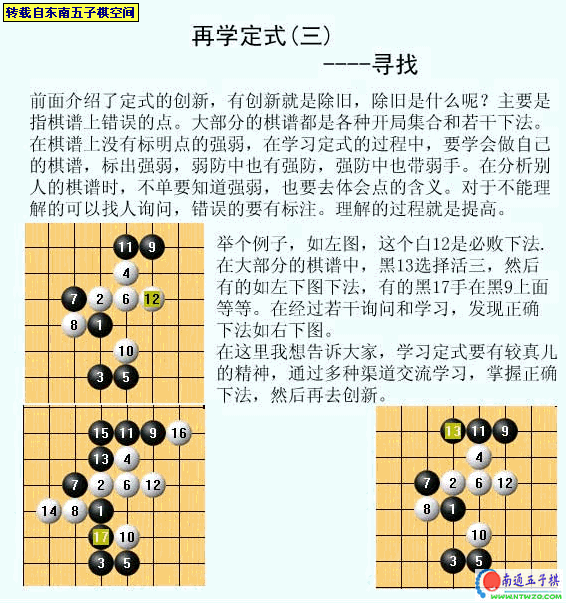 转载自东南五子棋空间
再学定式(三)
----寻找
前面介绍了定式的创新，有创新就是除旧，除旧是什么呢？主要是
指棋谱上错误的点。大部分的棋谱都是各种开局集合和若干下法。
在棋谱上没有标明点的强弱，在学习定式的过程中，要学会做自己
的棋谱，标出强弱，弱防中也有强防，强防中也带弱手。在分析别
人的棋谱时，不单要知道强弱，也要去体会点的含义。对于不能理
解的可以找人询问，错误的要有标注。理解的过程就是提高。
举个例子，如左图，这个白12是必败下法.
在大部分的棋谱中，黑13选择活三，然后
有的如左下图下法，有的黑17手在黑9上面
等等。在经过若干询问和学习，发现正确
下法如右下图。
在这里我想告诉大家，学习定式要有较真儿
的精神，通过多种渠道交流学习，掌握正确
下法，然后再去创新。
11 9
4
7 2 6 12
8 1
10
3 5
15 11 9 16
13 4
7 2 6 12
14 8 1
17 10
3 5
13 11 9
4
7 2 6 12
8 1
10
3 5
南通五子棋
WWW.NTWZQ.COM